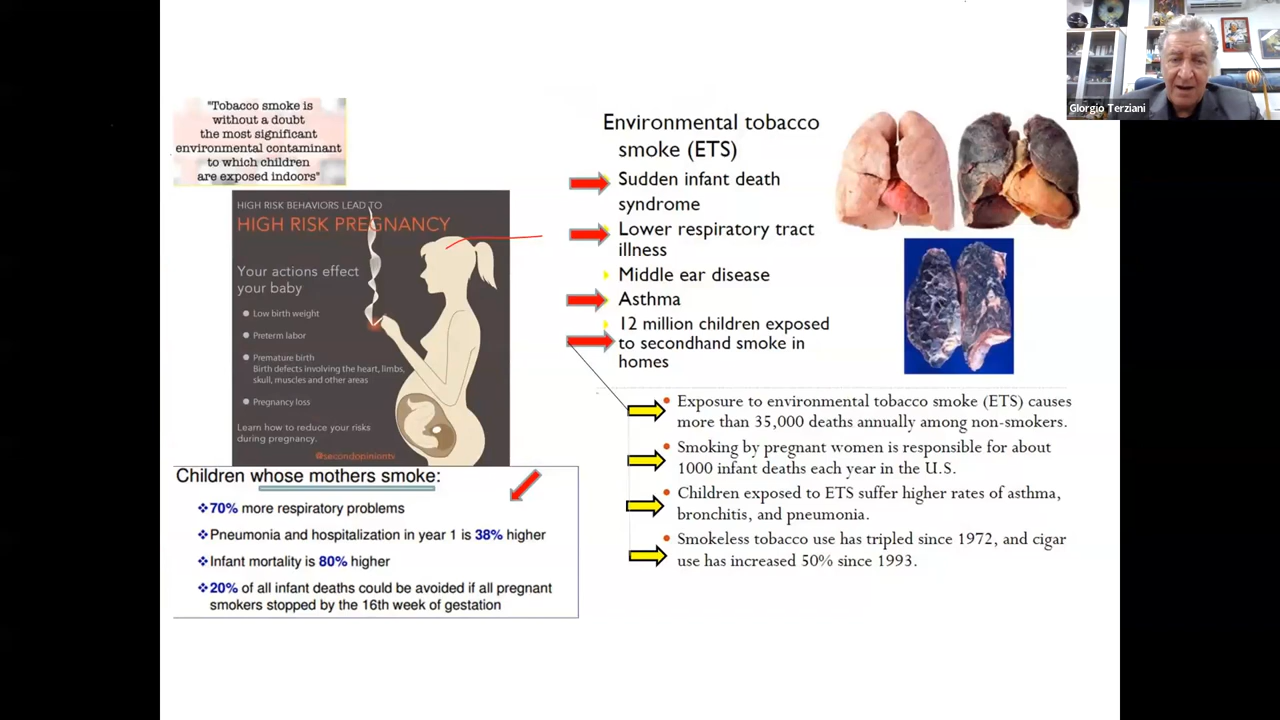 "Tobacco smoke is
without a doubt
the most significant
environmental contaminant
to which children
are exposed indoors"
HIGH RISK BEHAVIORS LEAD TO
HIGH RISK PREGNANCY
Your actions effect
your baby
Low birth weight
Preterm labor
Premature birth
Birth defects involving the heart, limbs,
skull, muscles and other areas
Pregnancy loss
Learn how to reduce your risks
during pregnancy.
@secondopiniontv
Children whose mothers smoke:
❖70% more respiratory problems
❖Pneumonia and hospitalization in year 1 is 38% higher
❖Infant mortality is 80% higher
❖20% of all infant deaths could be avoided if all pregnant
smokers stopped by the 16th week of gestation
Environmental tobacco
smoke (ETS)
Sudden infant death
syndrome
Lower respiratory tract
illness
Middle ear disease
Asthma
12 million children exposed
to secondhand smoke in
homes
• Exposure to environmental tobacco smoke (ETS) causes
more than 35,000 deaths annually among non-smokers.
• Smoking by pregnant women is responsible for about
1000 infant deaths each year in the U.S.
• Children exposed to ETS suffer higher rates of asthma,
bronchitis, and pneumonia.
• Smokeless tobacco use has tripled since 1972, and cigar
use has increased 50% since 1993.
GIorgio Terziani